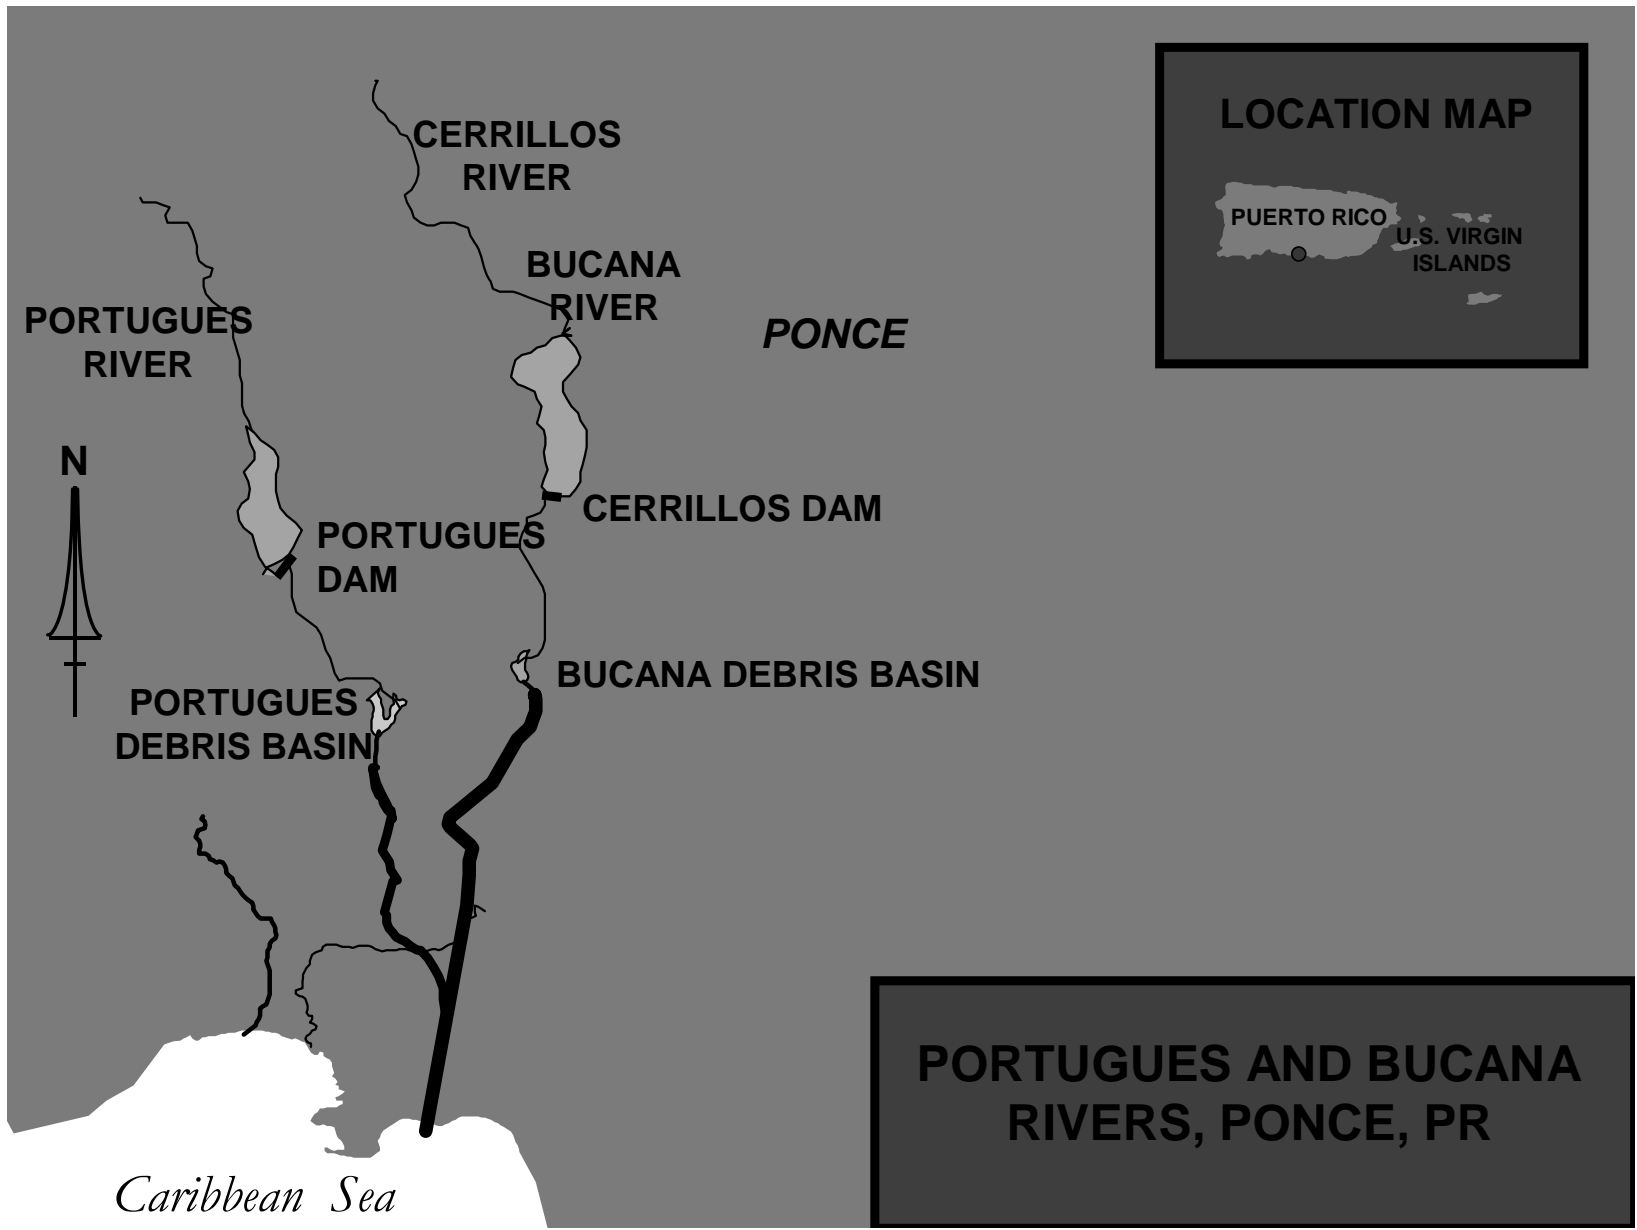 CERRILLOS
RIVER
BUCANA
RIVER
PORTUGUES
RIVER
PONCE
LOCATION MAP
PUERTO RICO
U.S. VIRGIN
ISLANDS
N
CERRILLOS DAM
PORTUGUES
DAM
BUCANA DEBRIS BASIN
PORTUGUES
DEBRIS BASIN
PORTUGUES AND BUCANA
RIVERS, PONCE, PR
Caribbean Sea